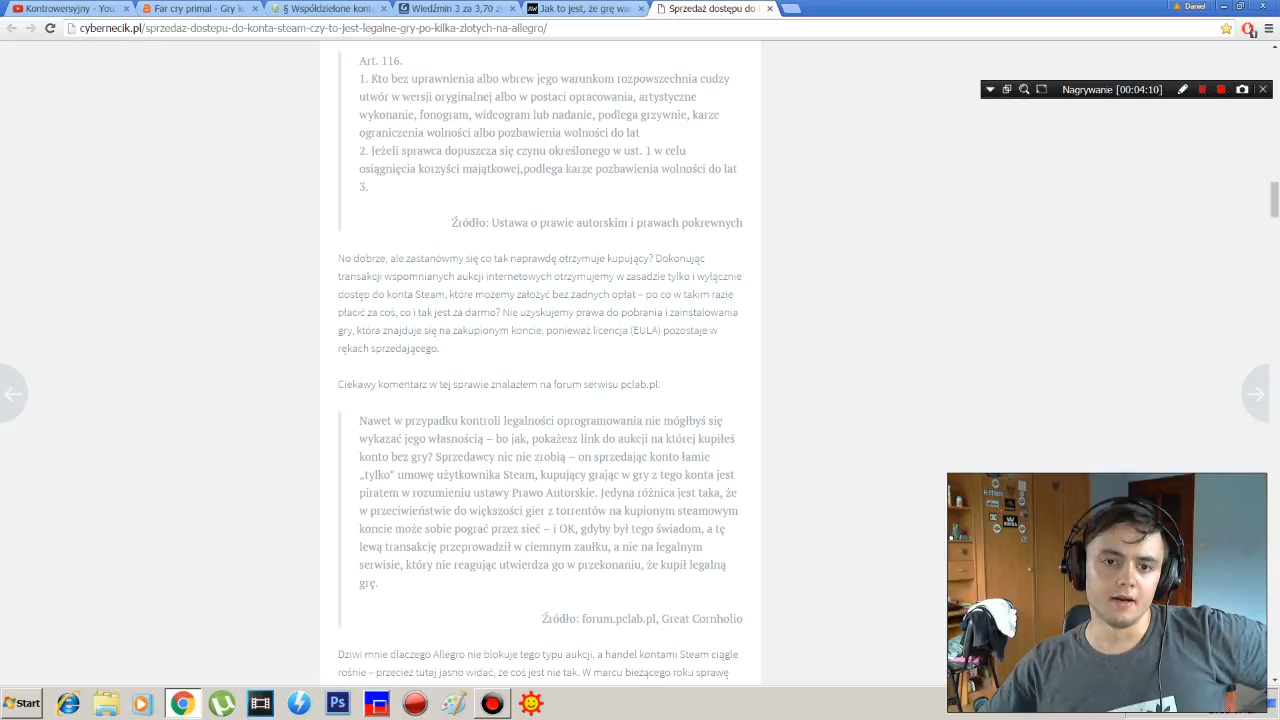 Kontrowersyjny - You
Far cry primal - Gry k
§ Współdzielone kont
Wiedźmin 3 za 3,70 z
Jak to jest, że grę wa
Sprzedaż dostępu do
Daniel
cybernecik.pl/sprzedaz-dostepu-do-konta-steam-czy-to-jest-legalne-gry-po-kilka-zlotych-na-allegro/
Nagrywanie [00:04:10]
Art. 116.
1. Kto bez uprawnienia albo wbrew jego warunkom rozpowszechnia cudzy
utwór w wersji oryginalnej albo w postaci opracowania, artystyczne
wykonanie, fonogram, wideogram lub nadanie, podlega grzywnie, karze
ograniczenia wolności albo pozbawienia wolności do lat
2. Jeżeli sprawca dopuszcza się czynu określonego w ust. 1 w celu
osiągnięcia korzyści majątkowej,podlega karze pozbawienia wolności do lat
3.
Źródło: Ustawa o prawie autorskim i prawach pokrewnych
No dobrze, ale zastanówmy się co tak naprawdę otrzymuje kupujący? Dokonując
transakcji wspomnianych aukcji internetowych otrzymujemy w zasadzie tylko i wyłącznie
dostęp do konta Steam, które możemy założyć bez żadnych opłat – po co w takim razie
płacić za coś, co i tak jest za darmo? Nie uzyskujemy prawa do pobrania i zainstalowania
gry, która znajduje się na zakupionym koncie, ponieważ licencja (EULA) pozostaje w
rękach sprzedającego.
Ciekawy komentarz w tej sprawie znalazłem na forum serwisu pclab.pl:
Nawet w przypadku kontroli legalności oprogramowania nie mógłbyś się
wykazać jego własnością – bo jak, pokażesz link do aukcji na której kupiłeś
konto bez gry? Sprzedawcy nic nie zrobią – on sprzedając konto łamie
„tylko” umowę użytkownika Steam, kupujący grając w gry z tego konta jest
piratem w rozumieniu ustawy Prawo Autorskie. Jedyna różnica jest taka, że
w przeciwieństwie do większości gier z torrentów na kupionym steamowym
koncie może sobie pograć przez sieć – i OK, gdyby był tego świadom, a tę
lewą transakcję przeprowadził w ciemnym zaułku, a nie na legalnym
serwisie, który nie reagując utwierdza go w przekonaniu, że kupił legalną
grę.
Źródło: forum.pclab.pl, Great Cornholio
Dziwi mnie dlaczego Allegro nie blokuje tego typu aukcji, a handel kontami Steam ciągle
rośnie – przecież tutaj jasno widać, że coś jest nie tak. W marcu bieżącego roku sprawę
Start
Ps